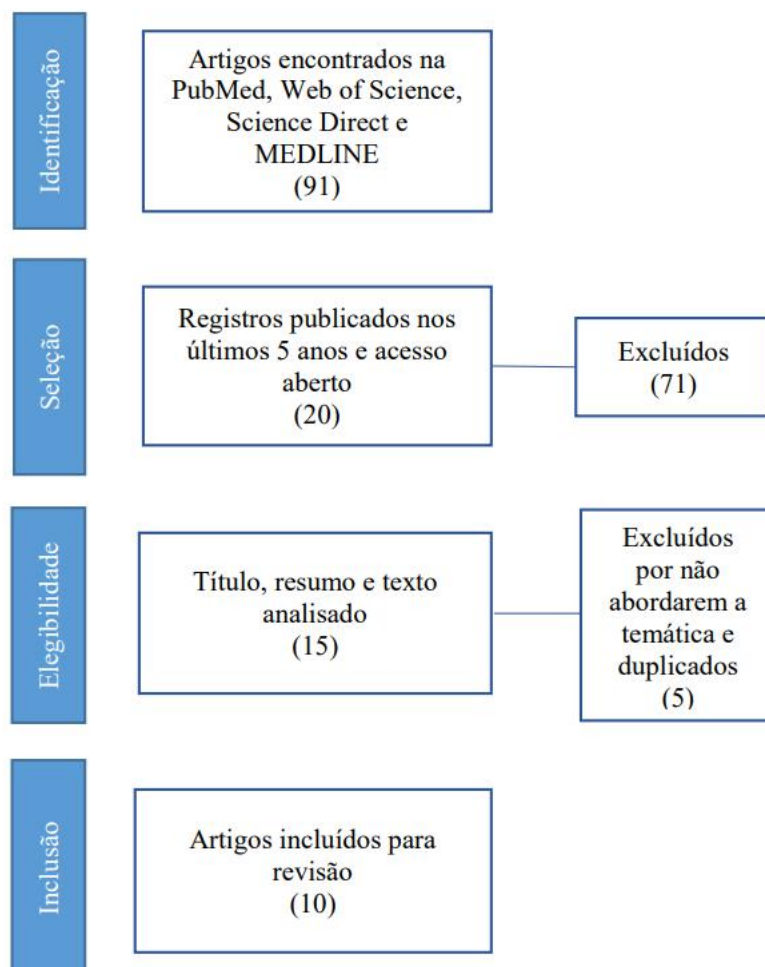 Identificação
Artigos encontrados na
PubMed, Web of Science,
Science Direct e
MEDLINE
(91)
Seleção
Registros publicados nos
últimos 5 anos e acesso
aberto
(20)
Excluídos
(71)
Elegibilidade
Título, resumo e texto
analisado
(15)
Excluídos
por não
abordarem a
temática e
duplicados
(5)
Inclusão
Artigos incluídos para
revisão
(10)